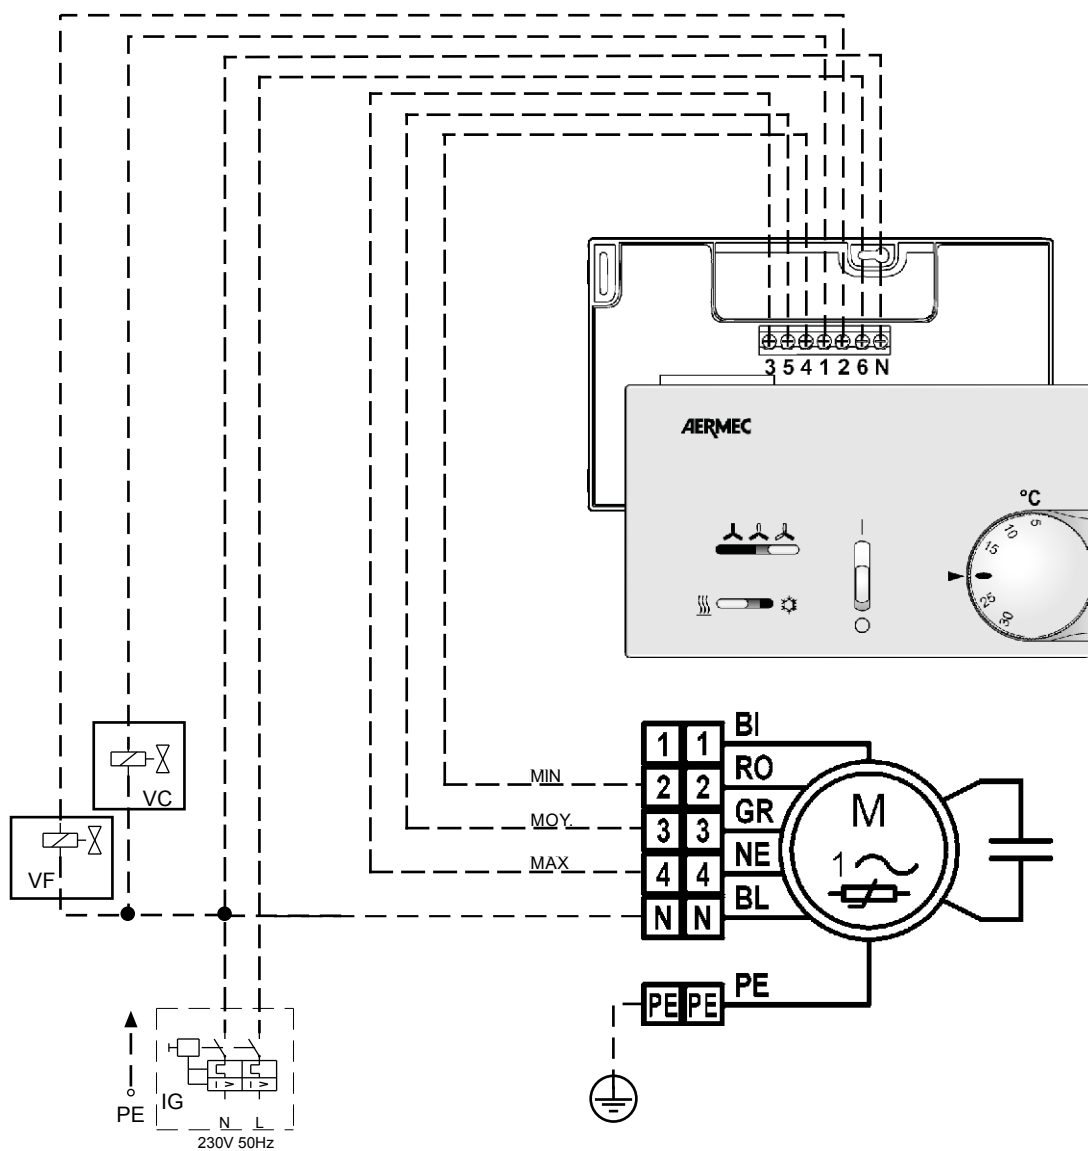 3 5 4 1 2 6 N
AERMEC
°C
5
10
15
25
30
VC
VF
MIN
MOY.
MAX
1 1 BI
2 2 RO
3 3 GR
4 4 NE
N N BL
PE PE PE
M
1
PE
IG
N L
230V 50Hz